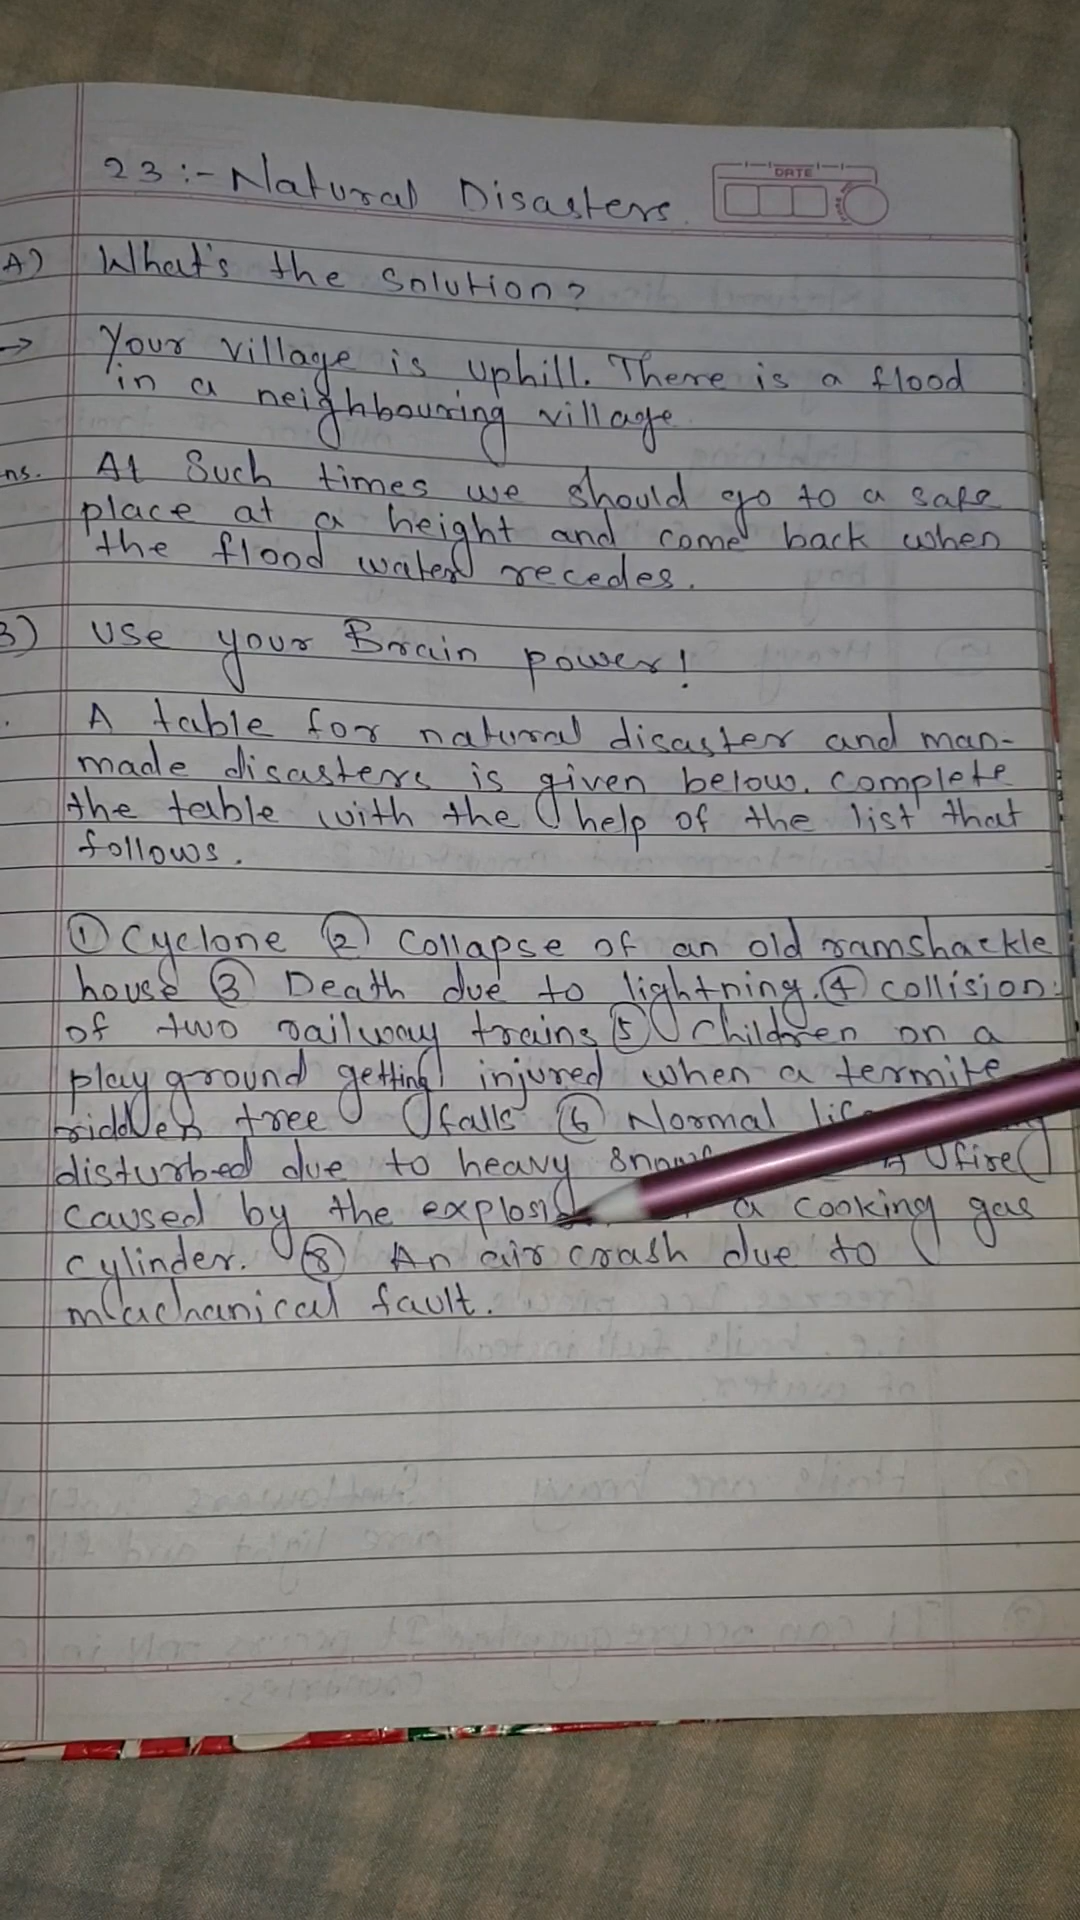 23:- Natural Disasters.
DATE
A) What's the Solution?
→ Your village is uphill. There is a flood
in a neighbouring village.
ns. At Such times we should go to a safe
place at a height and come back when
the flood water recedes.
3) Use your Brain power!
. A table for natural disaster and man-
made disasters is given below. complete
the table with the help of the list that
follows.
① Cyclone ② Collapse of an old ramshackle
house ③ Death due to lightning. ④ collision
of two railway trains ⑤ Children on a
play ground getting injured when a termite
ridden tree falls ⑥ Normal
disturbed due to heavy fire
caused by the a cooking gas
cylinder. ⑧ An air crash due to
machanical fault.